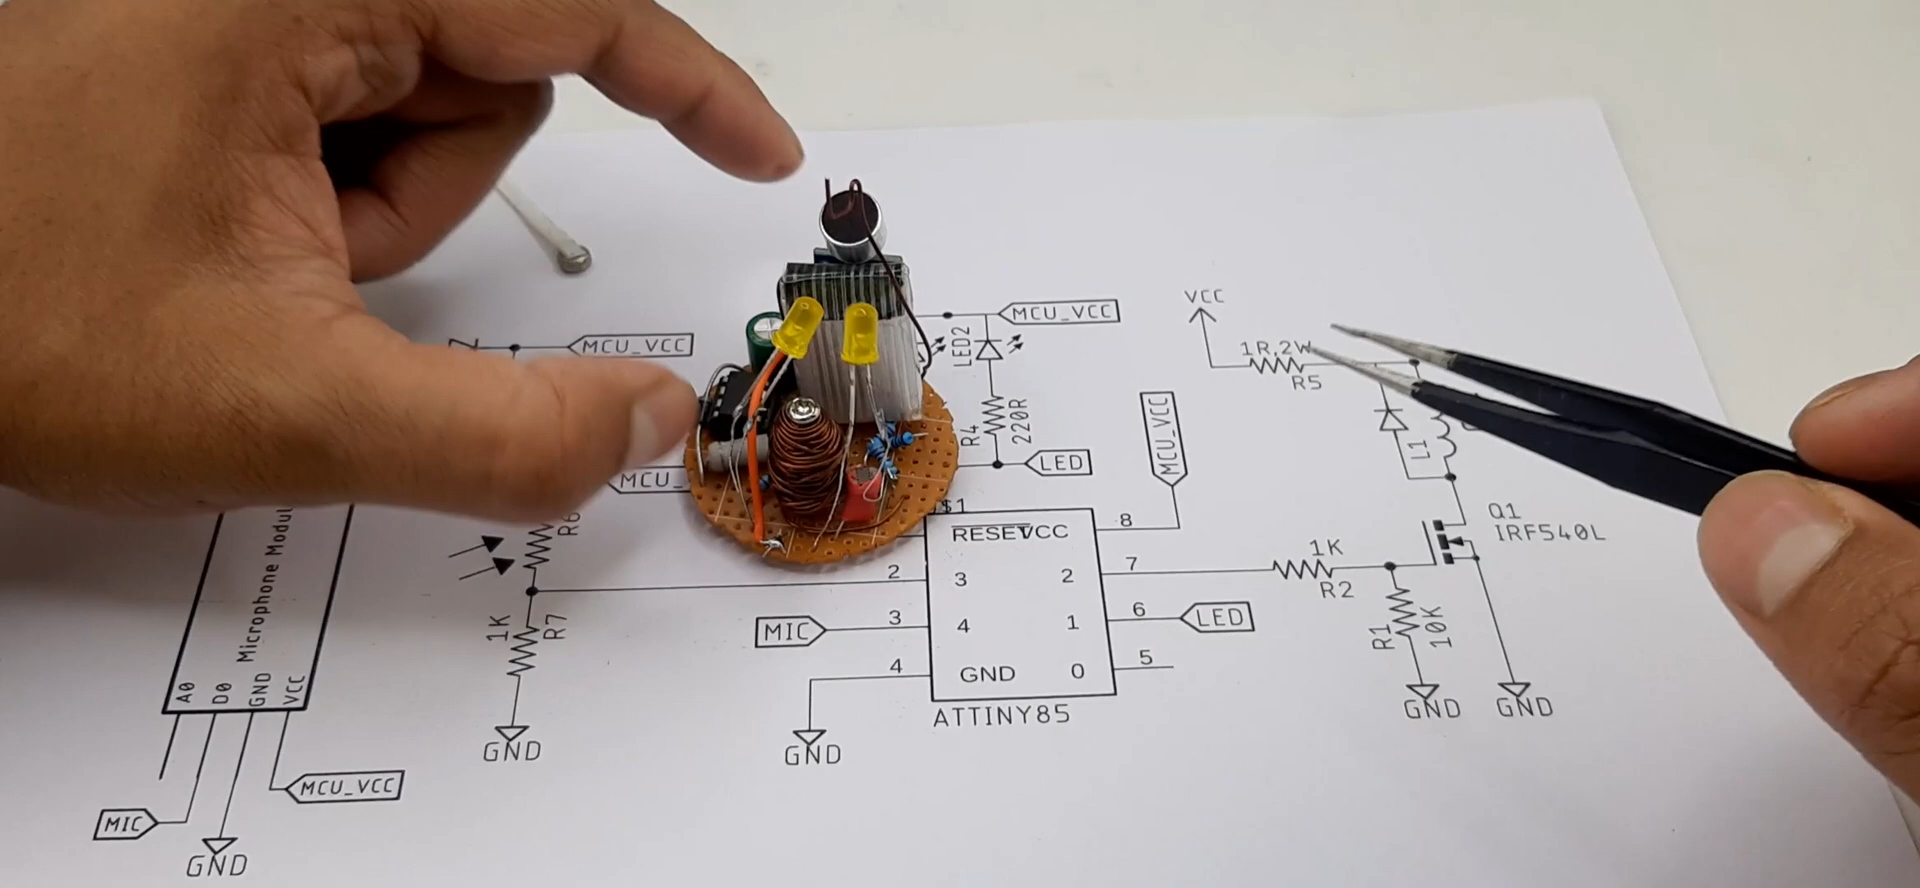 VCC
MCU_VCC
LED2
MCU_VCC
1R,2W
R5
R4
220R
LED
MCU_VCC
L1
MCU_
$1
R6
Q1
IRF540L
RESET
VCC
8
Microphone Modul
2
3
2
7
1K
R2
1K
R7
MIC
3
4
1
6
LED
R1
10K
4
GND
0
5
A0
D0
GND
VCC
ATTINY85
GND
GND
GND
GND
MCU_VCC
MIC
GND